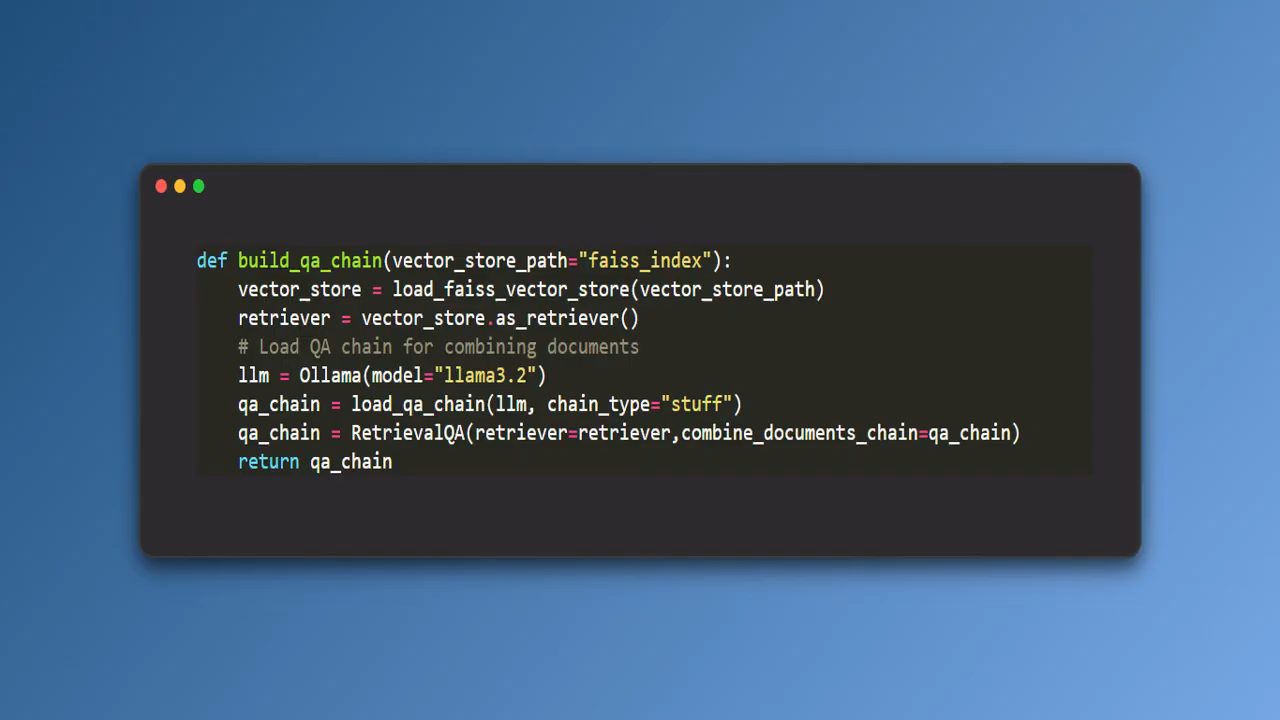 def build_qa_chain(vector_store_path="faiss_index"):
    vector_store = load_faiss_vector_store(vector_store_path)
    retriever = vector_store.as_retriever()
    # Load QA chain for combining documents
    llm = Ollama(model="llama3.2")
    qa_chain = load_qa_chain(llm, chain_type="stuff")
    qa_chain = RetrievalQA(retriever=retriever,combine_documents_chain=qa_chain)
    return qa_chain